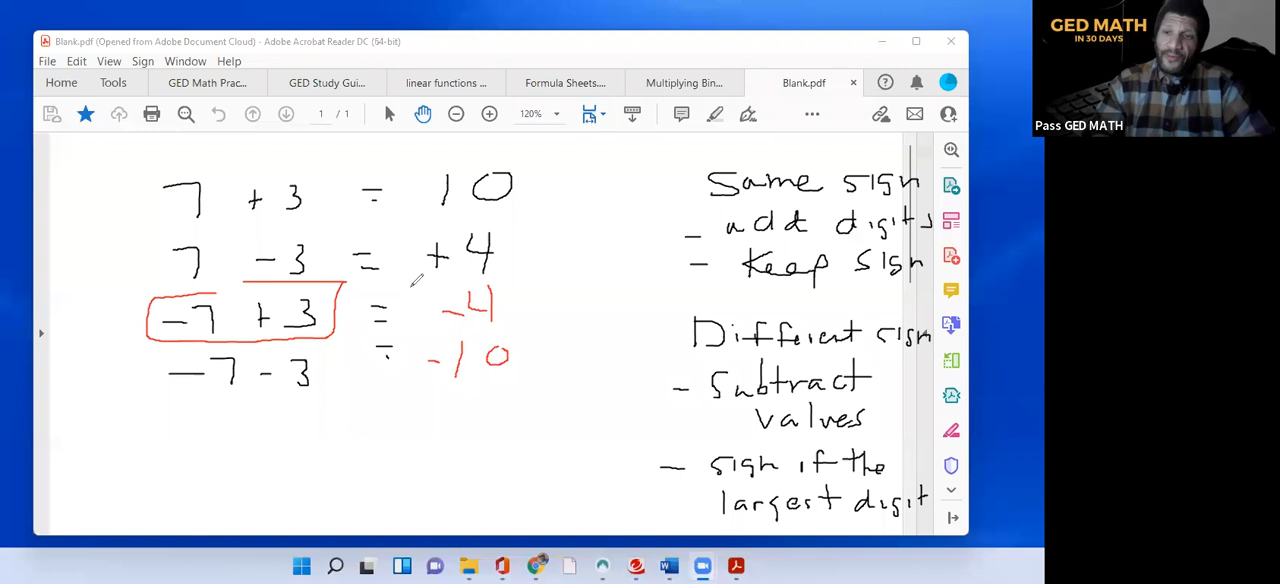 Blank.pdf (Opened from Adobe Document Cloud) - Adobe Acrobat Reader DC (64-bit)
File Edit View Sign Window Help
Home Tools GED Math Prac... GED Study Gui... linear functions ... Formula Sheets.... Multiplying Bin... Blank.pdf
1 / 1 120%
7 + 3 = 10
7 - 3 = + 4
- 7 + 3 = - 4
- 7 - 3 = - 10
Same sign
- add digits
- Keep sign
Different sign
- Subtract
values
- sign if the
largest digit
GED MATH
IN 30 DAYS
Pass GED MATH